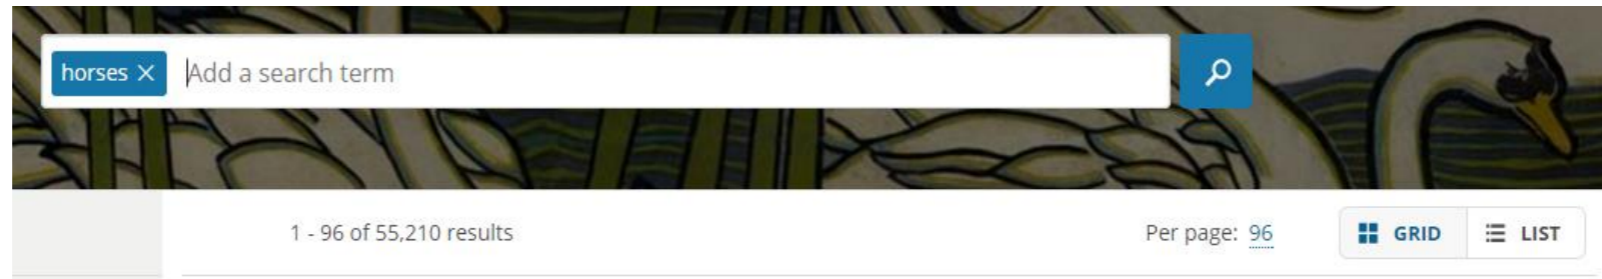 horses × Add a search term
1 - 96 of 55,210 results Per page: 96 GRID LIST